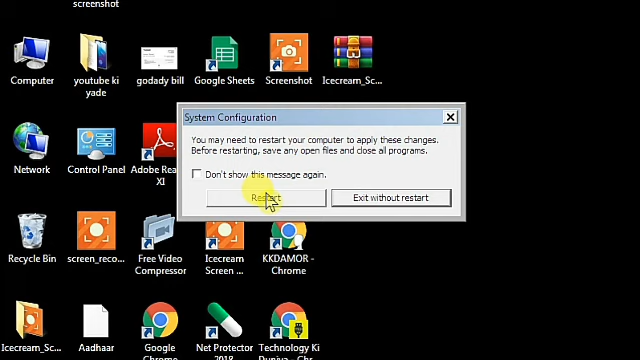 screenshot
Computer
youtube ki
yade
godady bill
Google Sheets
Screenshot
Icecream_Sc...
System Configuration
You may need to restart your computer to apply these changes.
Before restarting, save any open files and close all programs.
Don't show this message again.
Restart
Exit without restart
Network
Control Panel
Adobe Rea
XI
Recycle Bin
screen_reco...
Free Video
Compressor
Icecream
Screen ...
KKDAMOR -
Chrome
Icecream_Sc...
Aadhaar
Google
Chrome
Net Protector
2018
Technology Ki
Duniya - Chr...